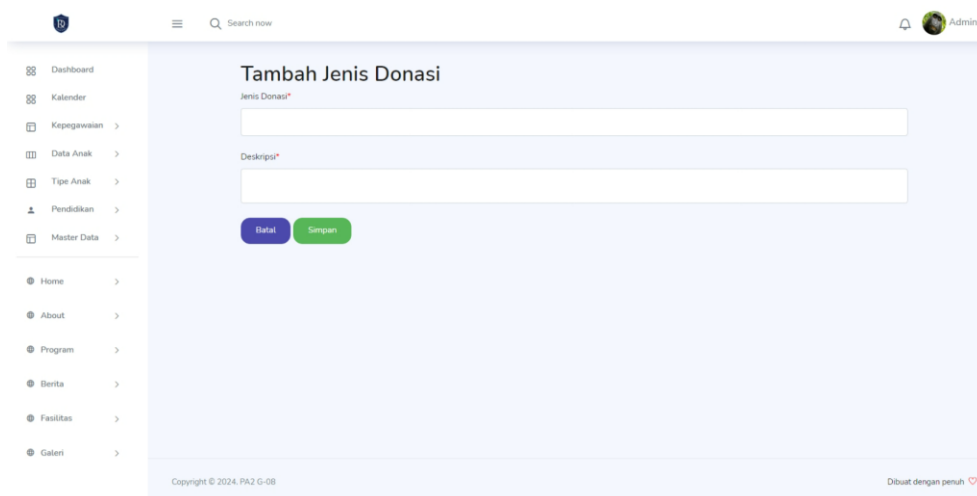 Search now
Admin
Dashboard
Kalender
Kepegawaian
Data Anak
Tipe Anak
Pendidikan
Master Data
Home
About
Program
Berita
Fasilitas
Galeri
Tambah Jenis Donasi
Jenis Donasi*
Deskripsi*
Batal Simpan
Copyright © 2024. PA2 G-08
Dibuat dengan penuh